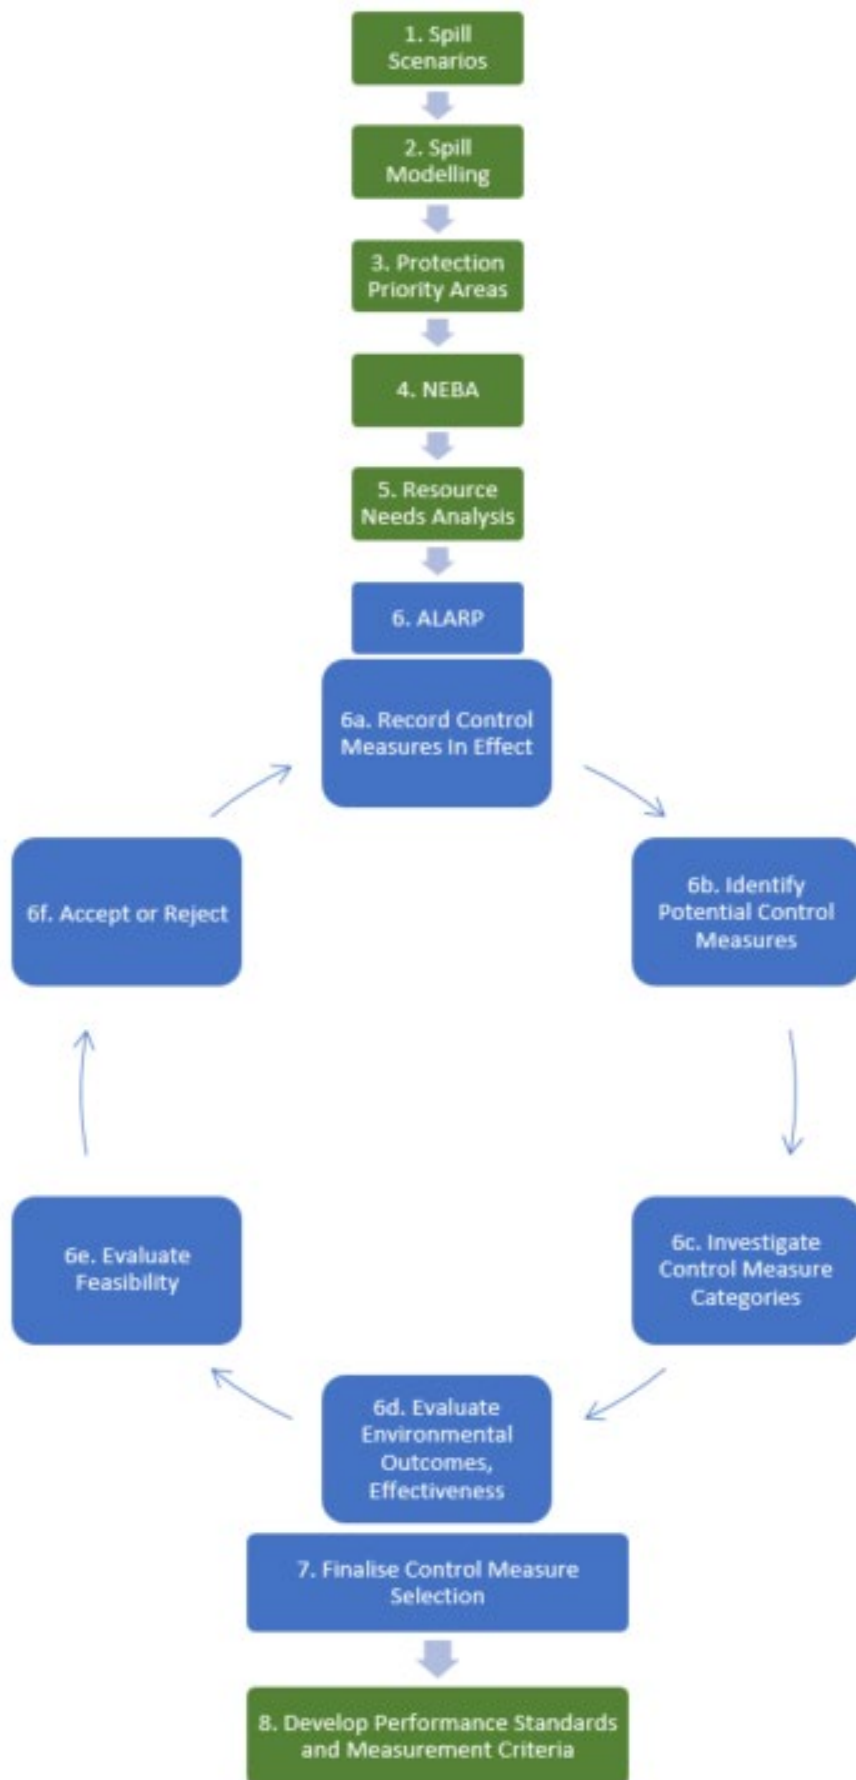 1. Spill
Scenarios
2. Spill
Modelling
3. Protection
Priority Areas
4. NEBA
5. Resource
Needs Analysis
6. ALARP
6a. Record Control
Measures In Effect
6b. Identify
Potential Control
Measures
6c. Investigate
Control Measure
Categories
6d. Evaluate
Environmental
Outcomes,
Effectiveness
6e. Evaluate
Feasibility
6f. Accept or Reject
7. Finalise Control Measure
Selection
8. Develop Performance Standards
and Measurement Criteria